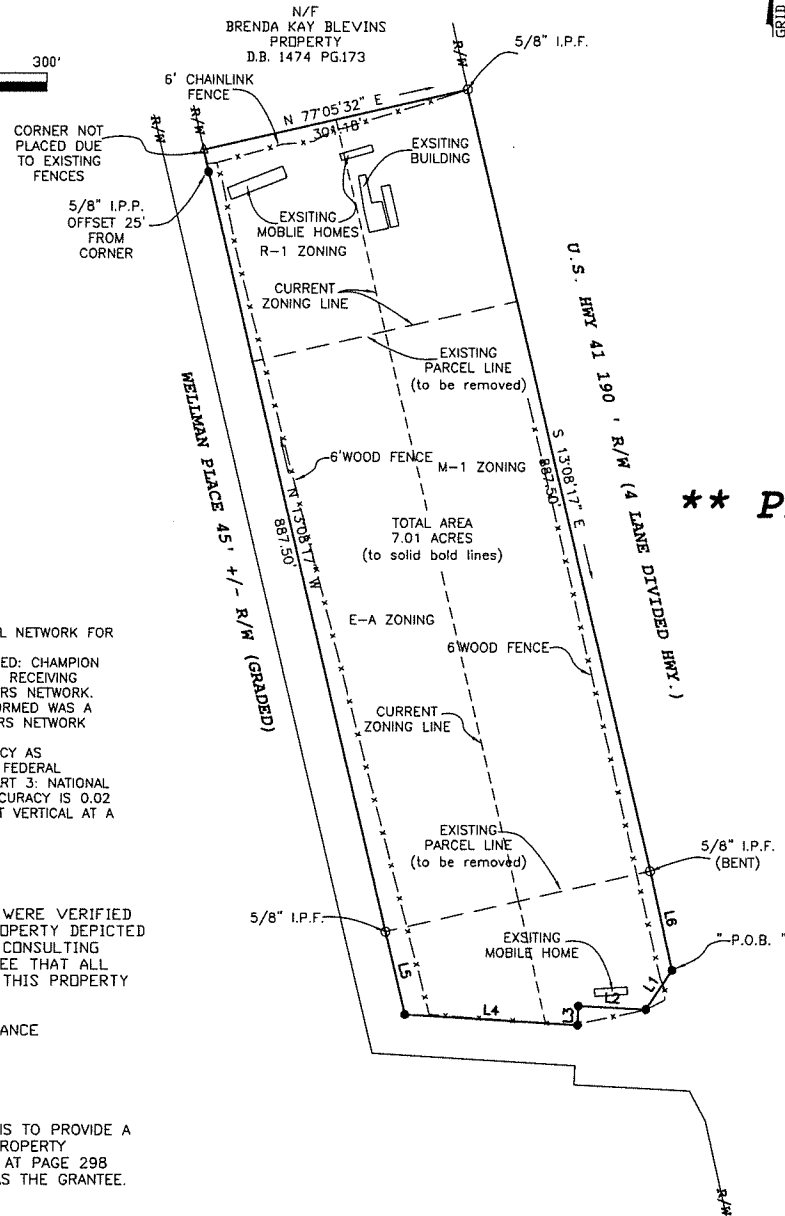 N/F
BRENDA KAY BLEVINS
PROPERTY
D.B. 1474 PG.173
GRID
300'
R/W
5/8" I.P.F.
6' CHAINLINK
FENCE
N 77°05'32" E
R/W
R/W
CORNER NOT
PLACED DUE
TO EXISTING
FENCES
EXSITING
BUILDING
5/8" I.P.P.
OFFSET 25'
FROM
CORNER
EXSITING
MOBLIE HOMES
R-1 ZONING
CURRENT
ZONING LINE
U.S. HWY 41 190 ' R/W (4 LANE DIVIDED HWY.)
EXISTING
PARCEL LINE
(to be removed)
WELLMAN PLACE 45' +/- R/W (GRADED)
S 13°08'17" E
887.50'
6'WOOD FENCE
M-1 ZONING
N 13°08'17" W
887.50'
TOTAL AREA
7.01 ACRES
(to solid bold lines)
** P
E-A ZONING
6'WOOD FENCE
L NETWORK FOR
ED: CHAMPION
RECEIVING
RS NETWORK.
ORMED WAS A
RS NETWORK
CY AS
FEDERAL
RT 3: NATIONAL
CURACY IS 0.02
T VERTICAL AT A
CURRENT
ZONING LINE
EXISTING
PARCEL LINE
(to be removed)
5/8" I.P.F.
(BENT)
5/8" I.P.F.
WERE VERIFIED
OPERTY DEPICTED
CONSULTING
EE THAT ALL
THIS PROPERTY
L6
EXSITING
MOBILE HOME
" P.O.B. "
L5
L4
L3
L2
L1
ANCE
IS TO PROVIDE A
ROPERTY
AT PAGE 298
AS THE GRANTEE.
R/W